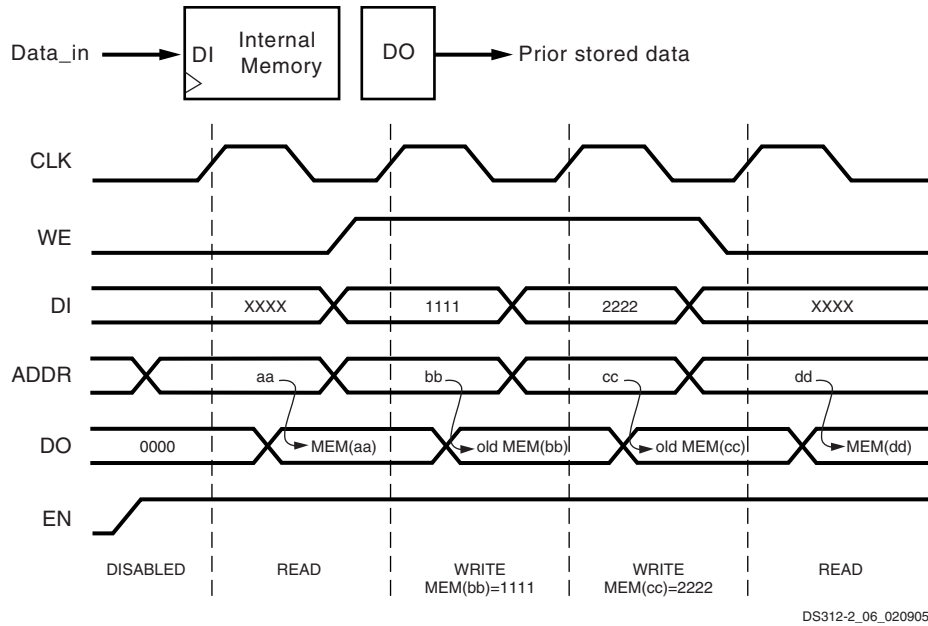 Data_in DI Internal Memory DO Prior stored data
CLK
WE
DI XXXX 1111 2222 XXXX
ADDR aa bb cc dd
DO 0000 MEM(aa) old MEM(bb) old MEM(cc) MEM(dd)
EN
DISABLED READ WRITE WRITE READ
MEM(bb)=1111 MEM(cc)=2222
DS312-2_06_020905